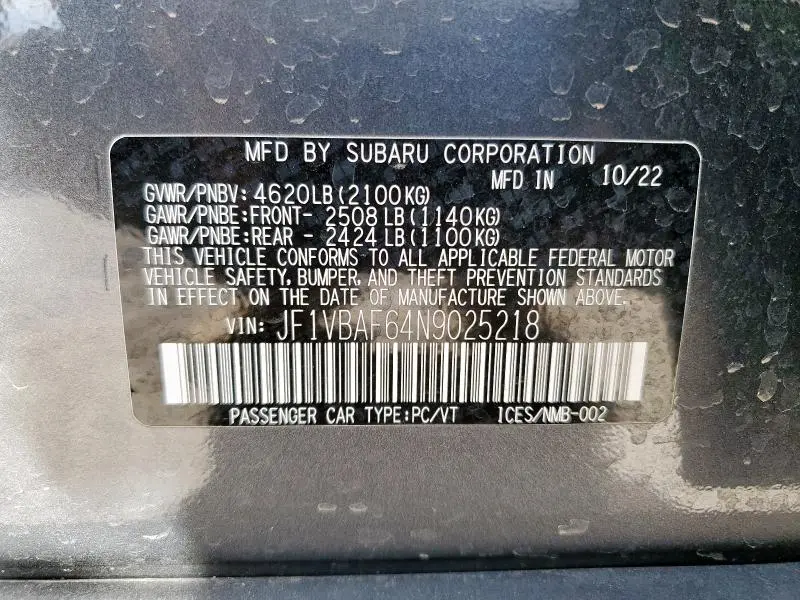 MFD BY SUBARU CORPORATION
MFD IN 10/22
GVWR/PNBV: 4620LB(2100KG)
GAWR/PNBE:FRONT- 2508 LB(1140KG)
GAWR/PNBE:REAR - 2424 LB(1100KG)
THIS VEHICLE CONFORMS TO ALL APPLICABLE FEDERAL MOTOR
VEHICLE SAFETY, BUMPER, AND THEFT PREVENTION STANDARDS
IN EFFECT ON THE DATE OF MANUFACTURE SHOWN ABOVE.
VIN: JF1VBAF64N9025218
PASSENGER CAR TYPE:PC/VT ICES/NMB-002